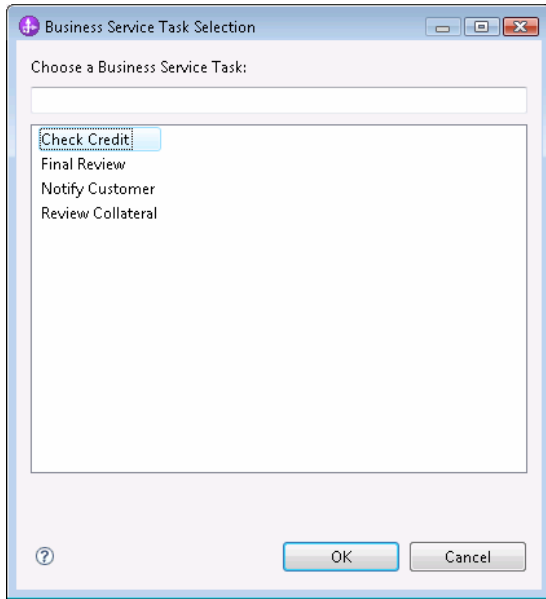 Business Service Task Selection
Choose a Business Service Task:
Check Credit
Final Review
Notify Customer
Review Collateral
?
OK
Cancel